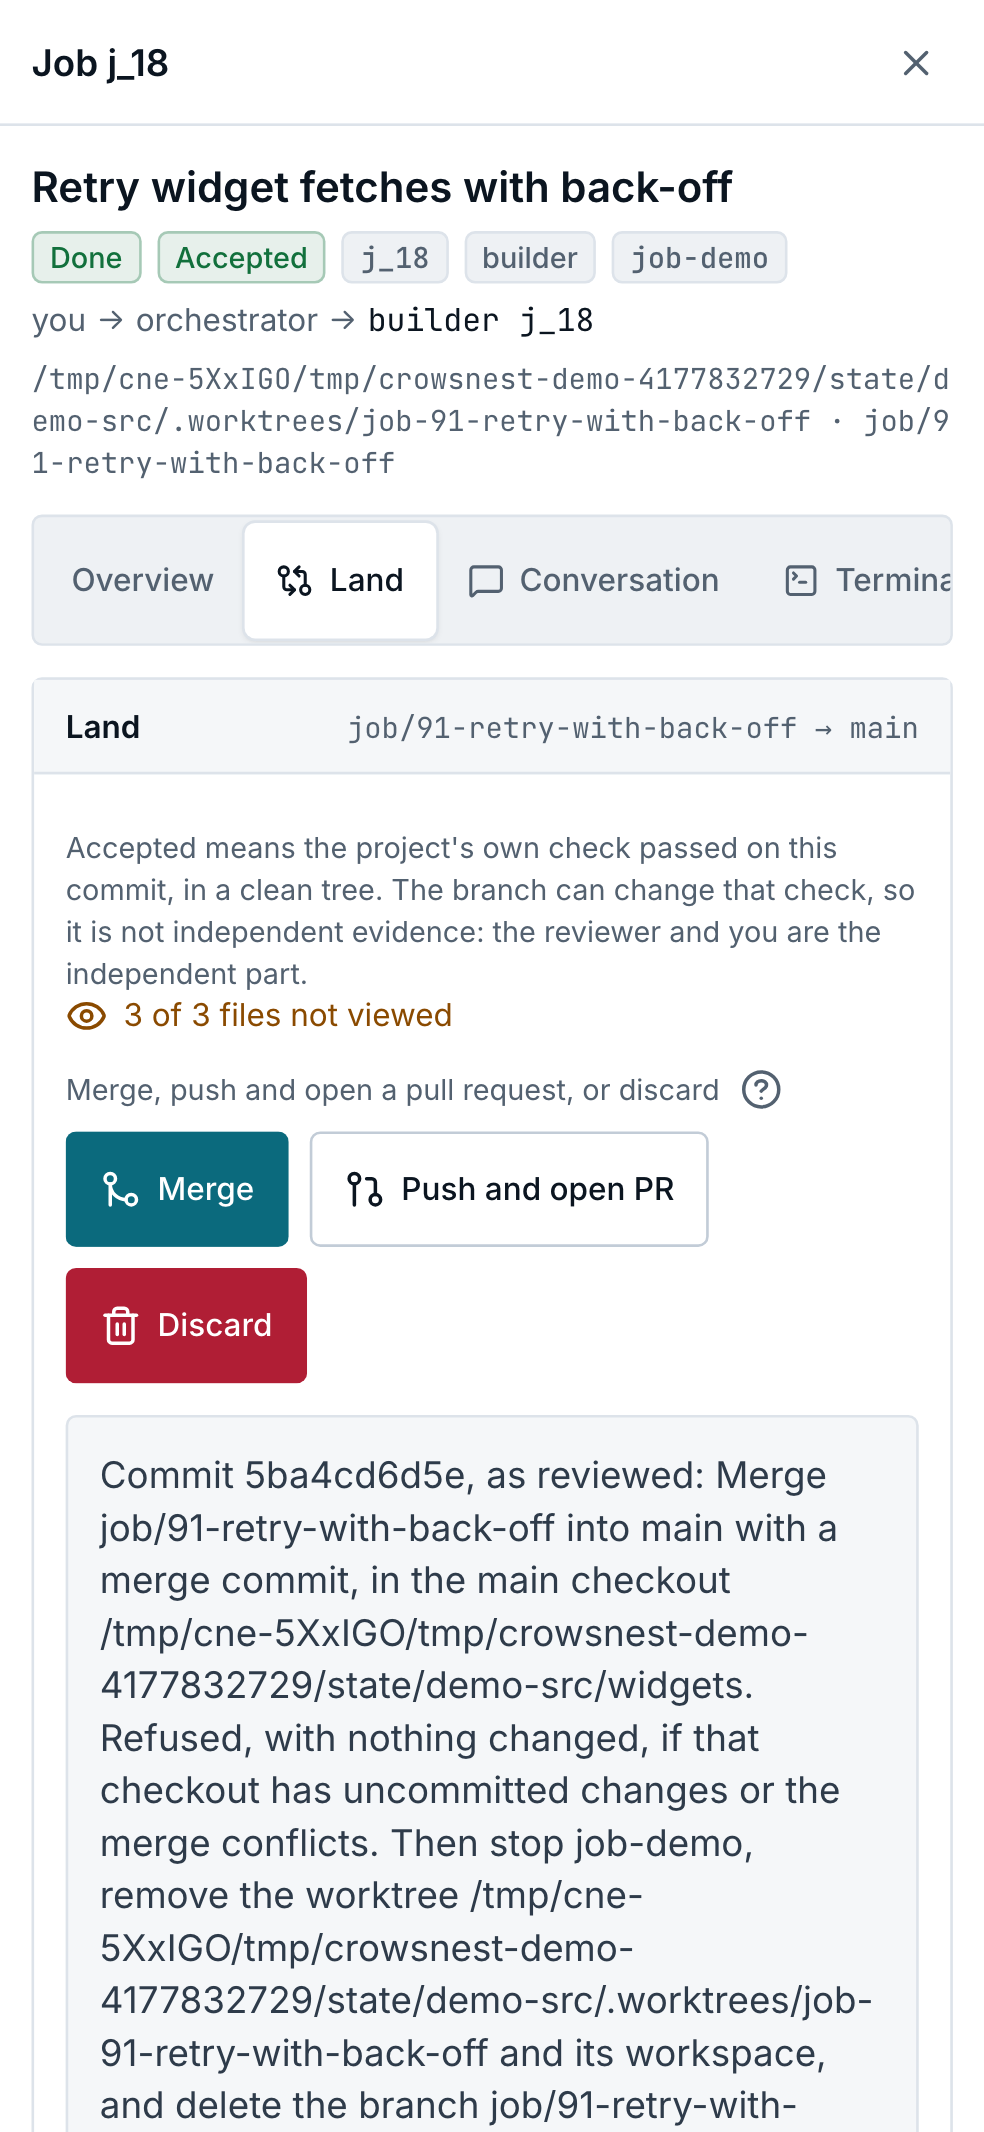 Job j_18
Retry widget fetches with back-off
Done Accepted j_18 builder job-demo
you → orchestrator → builder j_18
/tmp/cne-5XxIGO/tmp/crowsnest-demo-4177832729/state/d
emo-src/.worktrees/job-91-retry-with-back-off · job/9
1-retry-with-back-off
Overview Land Conversation Termina
Land job/91-retry-with-back-off → main
Accepted means the project's own check passed on this
commit, in a clean tree. The branch can change that check, so
it is not independent evidence: the reviewer and you are the
independent part.
3 of 3 files not viewed
Merge, push and open a pull request, or discard ?
Merge Push and open PR
Discard
Commit 5ba4cd6d5e, as reviewed: Merge
job/91-retry-with-back-off into main with a
merge commit, in the main checkout
/tmp/cne-5XxIGO/tmp/crowsnest-demo-
4177832729/state/demo-src/widgets.
Refused, with nothing changed, if that
checkout has uncommitted changes or the
merge conflicts. Then stop job-demo,
remove the worktree /tmp/cne-
5XxIGO/tmp/crowsnest-demo-
4177832729/state/demo-src/.worktrees/job-
91-retry-with-back-off and its workspace,
and delete the branch job/91-retry-with-